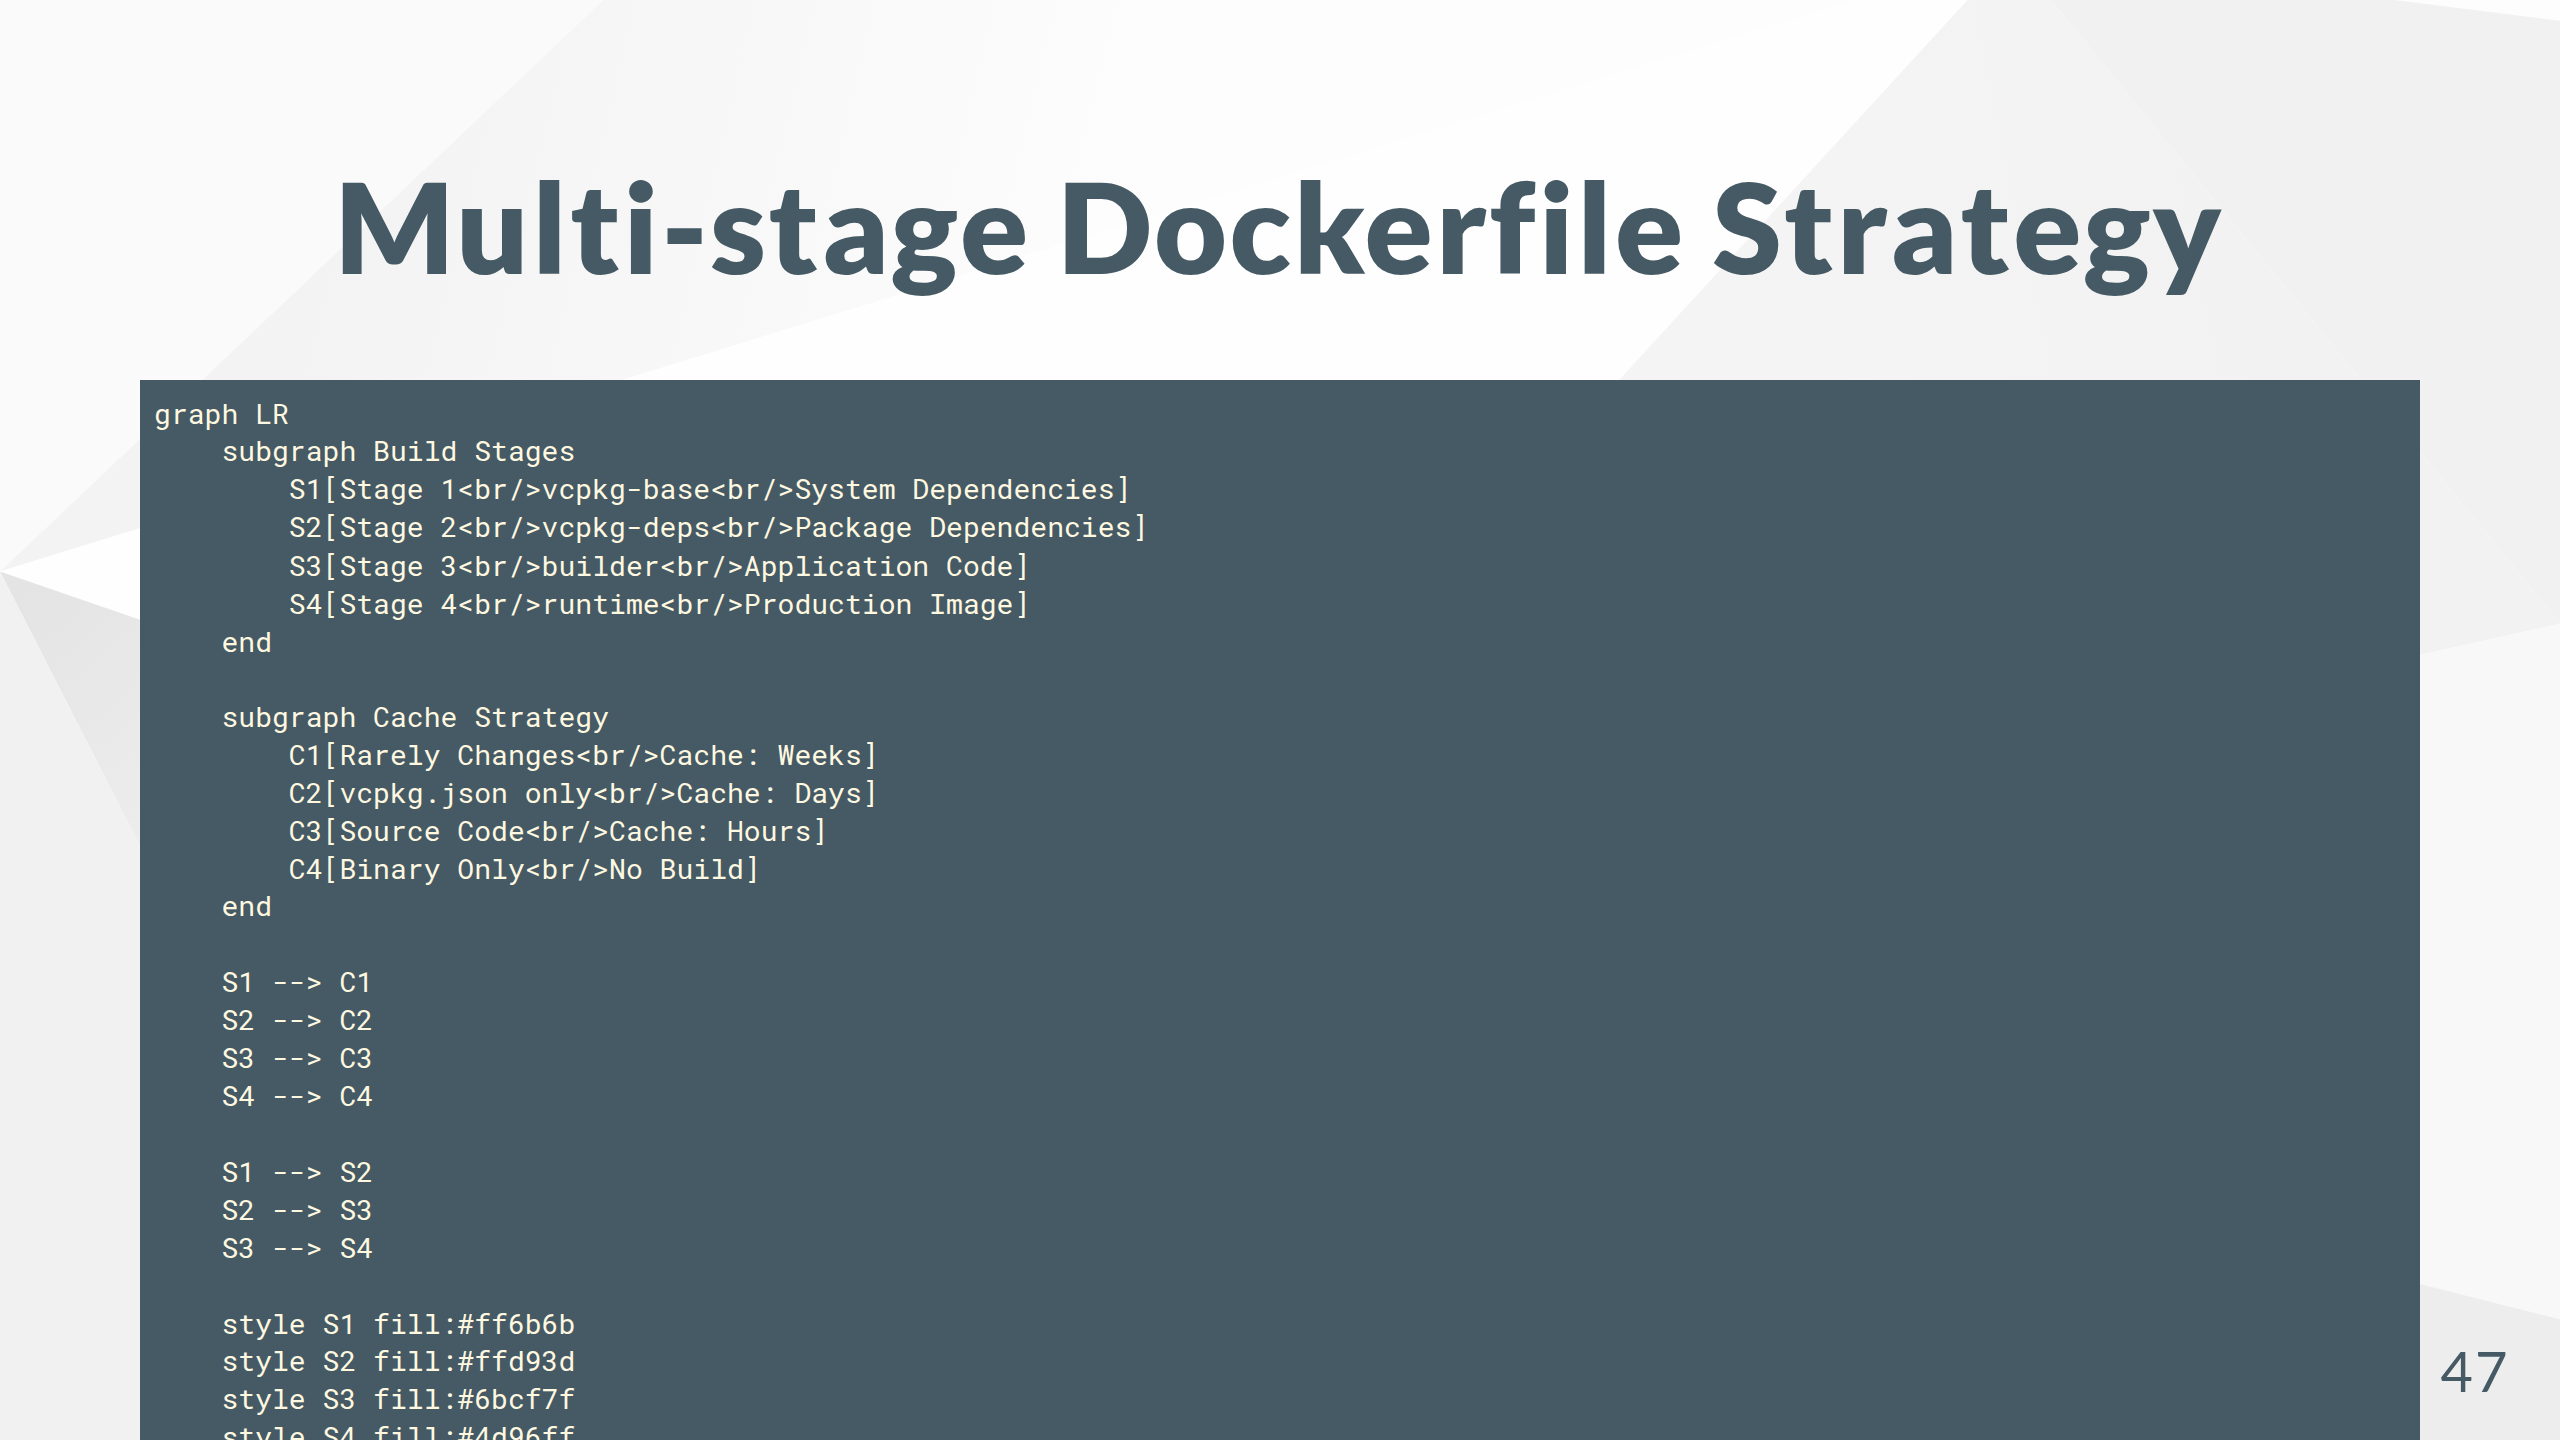 Multi-stage Dockerfile Strategy
graph LR
    subgraph Build Stages
        S1[Stage 1<br/>vcpkg-base<br/>System Dependencies]
        S2[Stage 2<br/>vcpkg-deps<br/>Package Dependencies]
        S3[Stage 3<br/>builder<br/>Application Code]
        S4[Stage 4<br/>runtime<br/>Production Image]
    end

    subgraph Cache Strategy
        C1[Rarely Changes<br/>Cache: Weeks]
        C2[vcpkg.json only<br/>Cache: Days]
        C3[Source Code<br/>Cache: Hours]
        C4[Binary Only<br/>No Build]
    end

    S1 --> C1
    S2 --> C2
    S3 --> C3
    S4 --> C4

    S1 --> S2
    S2 --> S3
    S3 --> S4

    style S1 fill:#ff6b6b
    style S2 fill:#ffd93d
    style S3 fill:#6bcf7f
    style S4 fill:#4d96ff
47